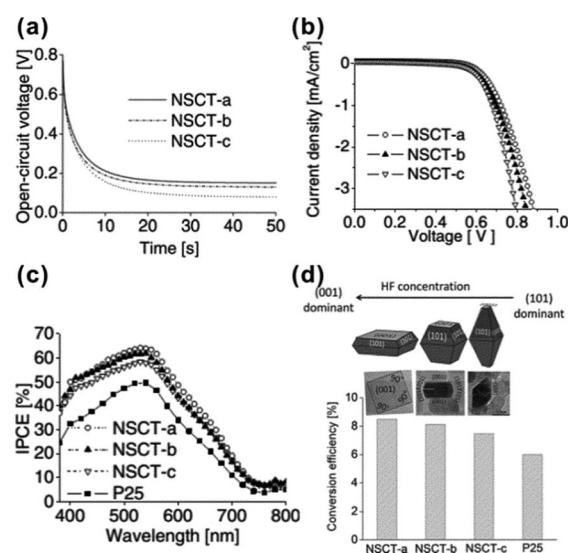 (a)
Open-circuit voltage [V]
0.8
0.6
0.4
0.2
0.0
NSCT-a
NSCT-b
NSCT-c
0 10 20 30 40 50
Time [s]
(b)
Current density [mA/cm²]
0
-1
-2
-3
NSCT-a
NSCT-b
NSCT-c
0.0 0.2 0.4 0.6 0.8 1.0
Voltage [ V ]
(c)
IPCE [%]
70
60
50
40
30
20
10
0
NSCT-a
NSCT-b
NSCT-c
P25
400 500 600 700 800
Wavelength [nm]
(d)
HF concentration
(001)
dominant
(101)
dominant
(001)
(101)
(101)
(101)
(001)
90°
90°
Conversion efficiency [%]
10
8
6
4
2
0
NSCT-a NSCT-b NSCT-c P25